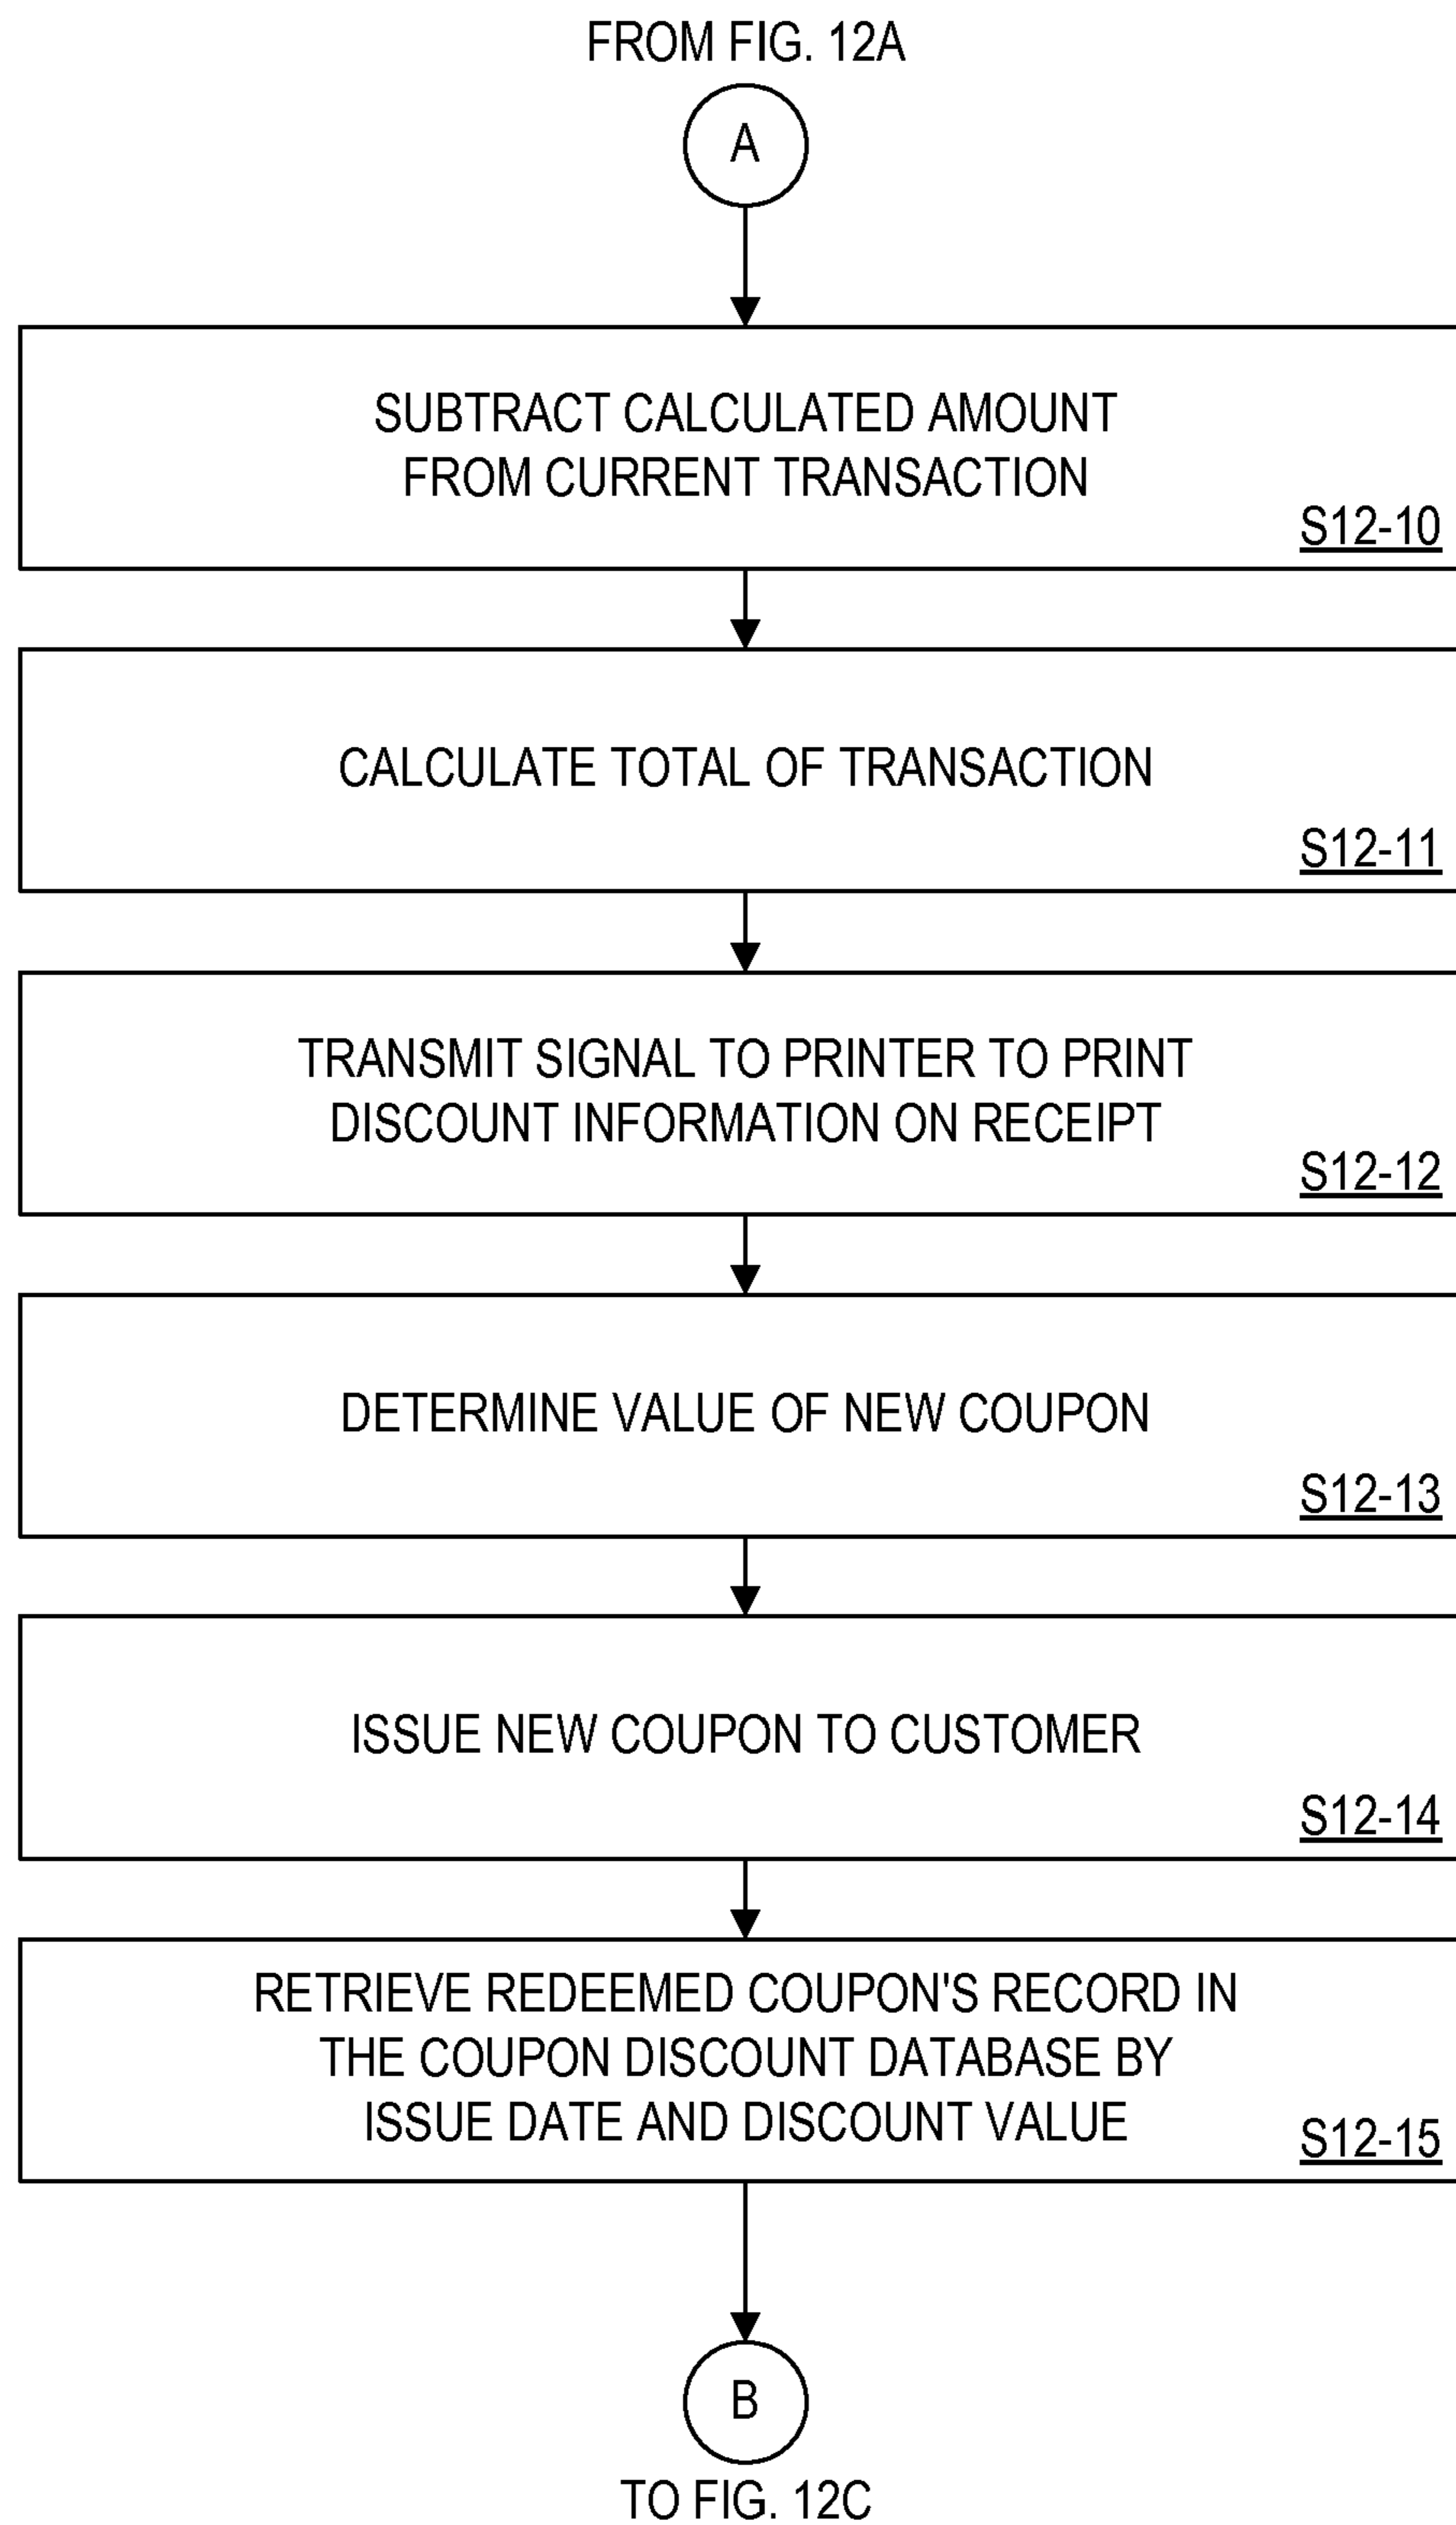 FROM FIG. 12A
A
SUBTRACT CALCULATED AMOUNT
FROM CURRENT TRANSACTION
S12-10
CALCULATE TOTAL OF TRANSACTION
S12-11
TRANSMIT SIGNAL TO PRINTER TO PRINT
DISCOUNT INFORMATION ON RECEIPT
S12-12
DETERMINE VALUE OF NEW COUPON
S12-13
ISSUE NEW COUPON TO CUSTOMER
S12-14
RETRIEVE REDEEMED COUPON'S RECORD IN
THE COUPON DISCOUNT DATABASE BY
ISSUE DATE AND DISCOUNT VALUE
S12-15
B
TO FIG. 12C